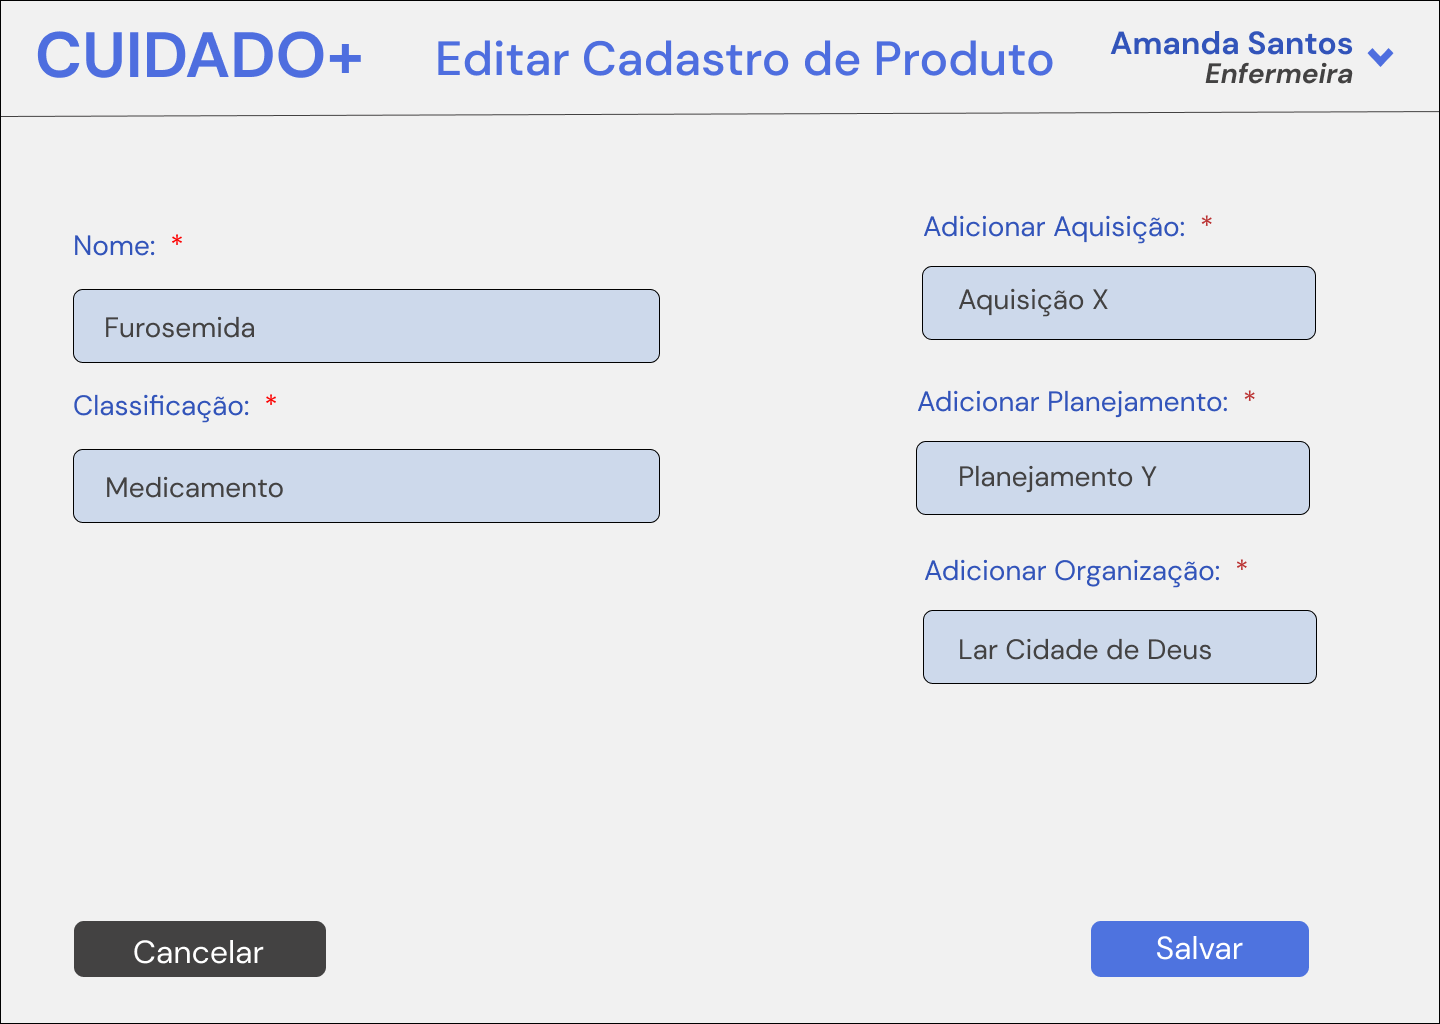 CUIDADO+
Editar Cadastro de Produto
Amanda Santos
Enfermeira
Nome: *
Furosemida
Classificação: *
Medicamento
Adicionar Aquisição: *
Aquisição X
Adicionar Planejamento: *
Planejamento Y
Adicionar Organização: *
Lar Cidade de Deus
Cancelar
Salvar